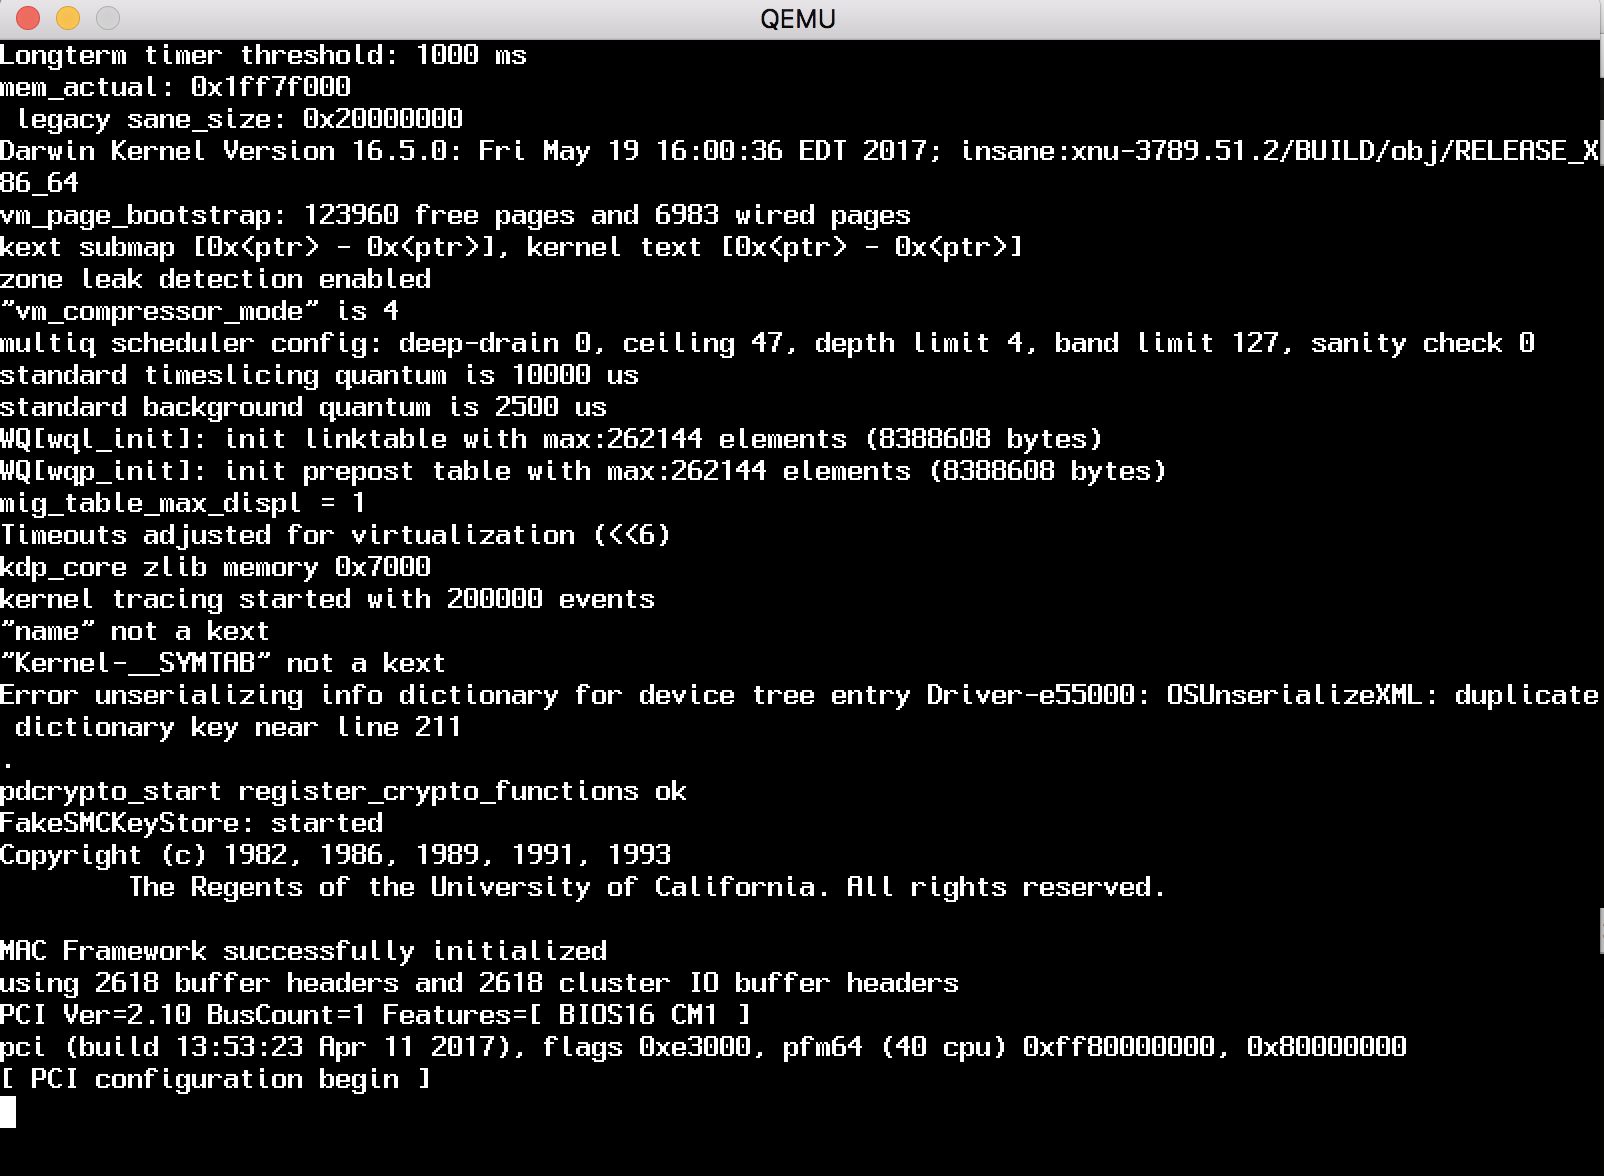 QEMU
Longterm timer threshold: 1000 ms
mem_actual: 0x1ff7f000
 legacy sane_size: 0x20000000
Darwin Kernel Version 16.5.0: Fri May 19 16:00:36 EDT 2017; insane:xnu-3789.51.2/BUILD/obj/RELEASE_X
86_64
vm_page_bootstrap: 123960 free pages and 6983 wired pages
kext submap [0x<ptr> - 0x<ptr>], kernel text [0x<ptr> - 0x<ptr>]
zone leak detection enabled
"vm_compressor_mode" is 4
multiq scheduler config: deep-drain 0, ceiling 47, depth limit 4, band limit 127, sanity check 0
standard timeslicing quantum is 10000 us
standard background quantum is 2500 us
WQ[wql_init]: init linktable with max:262144 elements (8388608 bytes)
WQ[wqp_init]: init prepost table with max:262144 elements (8388608 bytes)
mig_table_max_displ = 1
Timeouts adjusted for virtualization (<<6)
kdp_core zlib memory 0x7000
kernel tracing started with 200000 events
"name" not a kext
"Kernel-__SYMTAB" not a kext
Error unserializing info dictionary for device tree entry Driver-e55000: OSUnserializeXML: duplicate
 dictionary key near line 211
.
pdcrypto_start register_crypto_functions ok
FakeSMCKeyStore: started
Copyright (c) 1982, 1986, 1989, 1991, 1993
        The Regents of the University of California. All rights reserved.
MAC Framework successfully initialized
using 2618 buffer headers and 2618 cluster IO buffer headers
PCI Ver=2.10 BusCount=1 Features=[ BIOS16 CM1 ]
pci (build 13:53:23 Apr 11 2017), flags 0xe3000, pfm64 (40 cpu) 0xff80000000, 0x80000000
[ PCI configuration begin ]